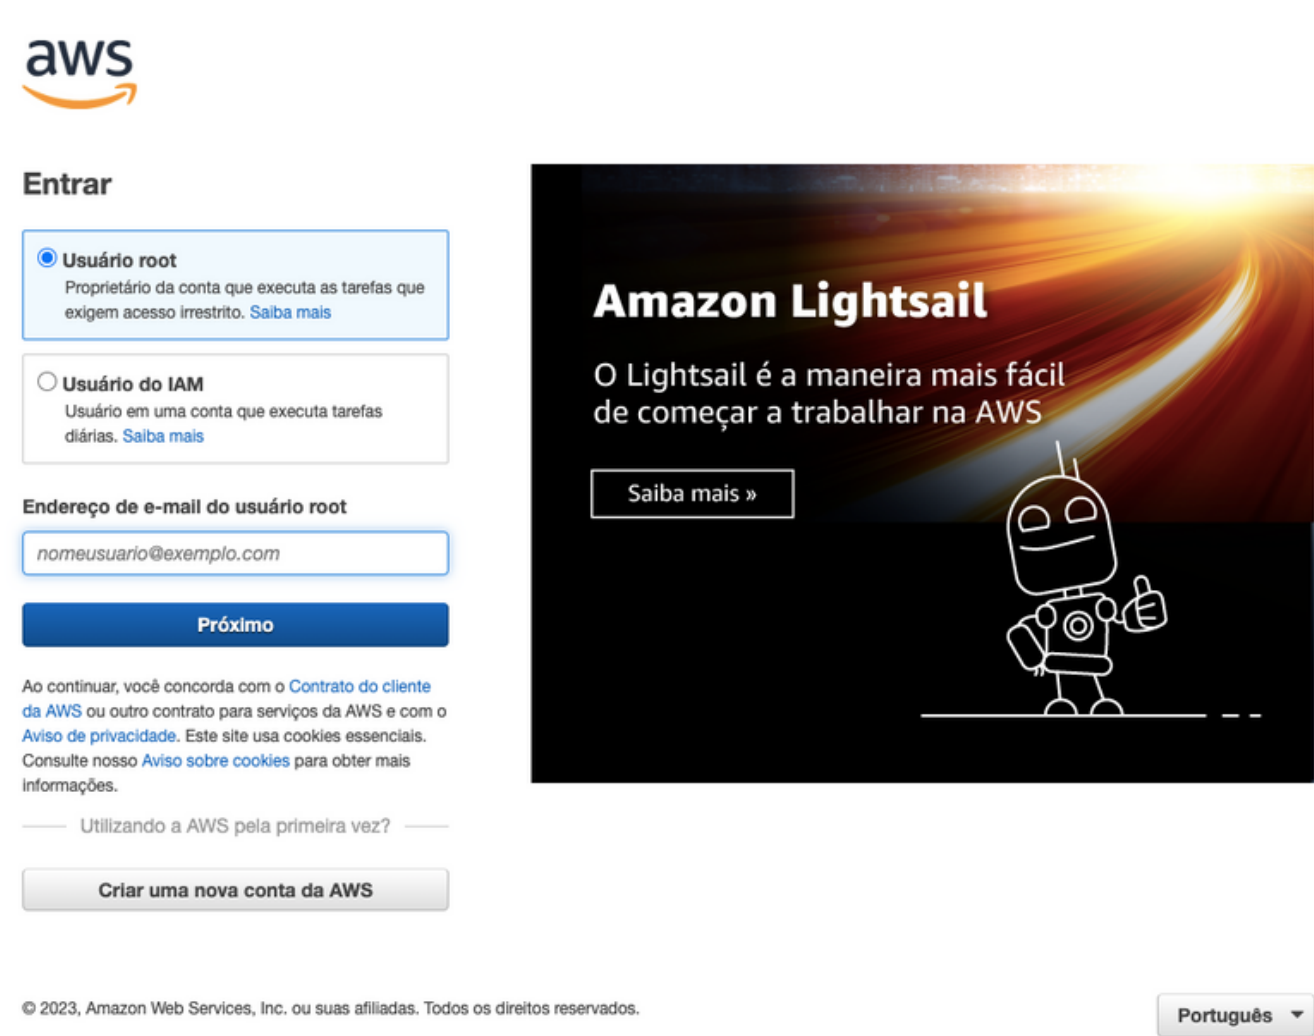 aws
Entrar
Usuário root
Proprietário da conta que executa as tarefas que
exigem acesso irrestrito. Saiba mais
Usuário do IAM
Usuário em uma conta que executa tarefas
diárias. Saiba mais
Endereço de e-mail do usuário root
nomeusuario@exemplo.com
Próximo
Ao continuar, você concorda com o Contrato do cliente
da AWS ou outro contrato para serviços da AWS e com o
Aviso de privacidade. Este site usa cookies essenciais.
Consulte nosso Aviso sobre cookies para obter mais
informações.
Utilizando a AWS pela primeira vez?
Criar uma nova conta da AWS
Amazon Lightsail
O Lightsail é a maneira mais fácil
de começar a trabalhar na AWS
Saiba mais »
© 2023, Amazon Web Services, Inc. ou suas afiliadas. Todos os direitos reservados.
Português